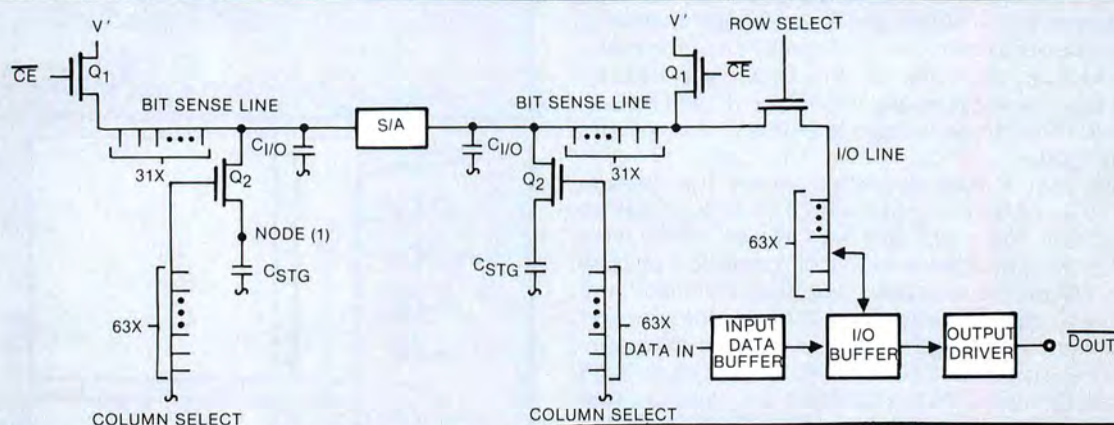 V' V' ROW SELECT
CE Q1 Q1 CE
BIT SENSE LINE BIT SENSE LINE
S/A
CI/O CI/O
31X 31X
I/O LINE
Q2 Q2
NODE (1)
63X
CSTG CSTG
63X 63X
DATA IN INPUT DATA BUFFER I/O BUFFER OUTPUT DRIVER DOUT
COLUMN SELECT COLUMN SELECT